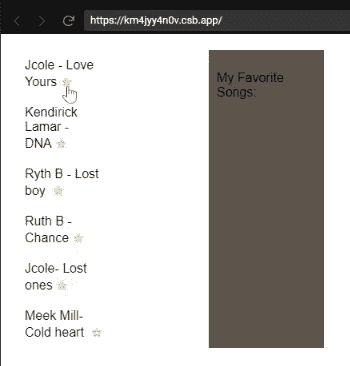 https://km4jyy4n0v.csb.app/
Jcole - Love
Yours ☆
Kendirick
Lamar -
DNA ☆
Ryth B - Lost
boy ☆
Ruth B -
Chance ☆
Jcole- Lost
ones ☆
Meek Mill-
Cold heart ☆
My Favorite
Songs: